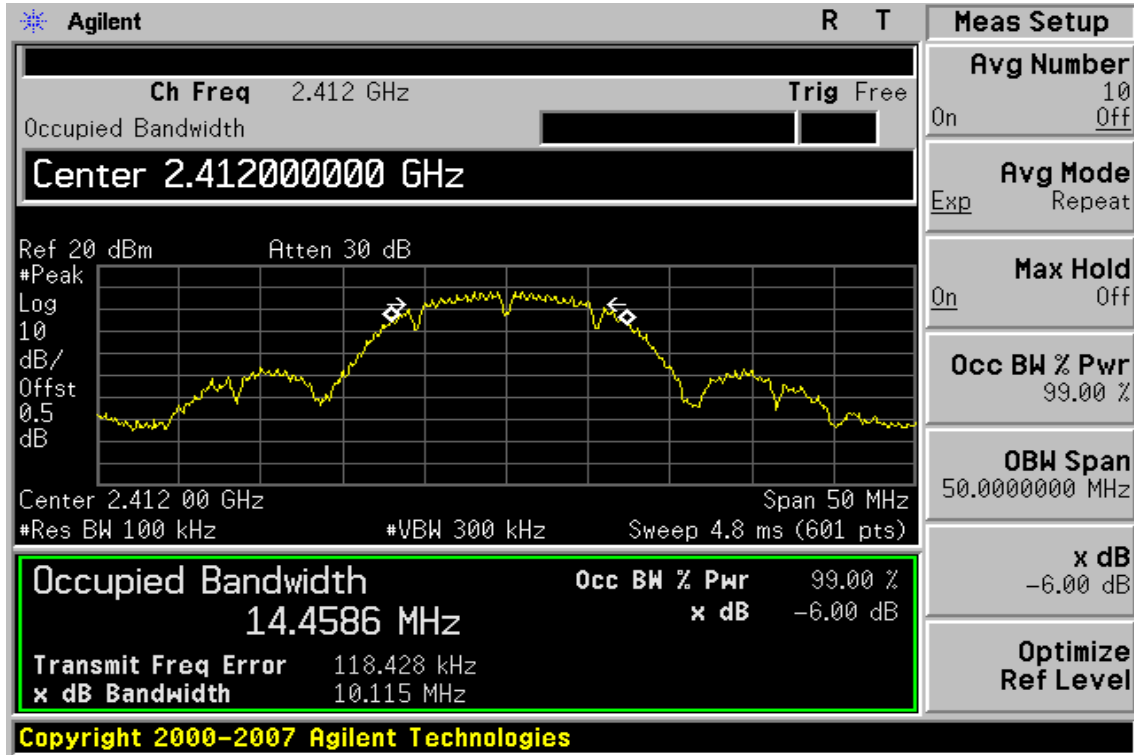 Agilent R T
Meas Setup
Ch Freq 2.412 GHz Trig Free
Occupied Bandwidth
Center 2.412000000 GHz
Ref 20 dBm Atten 30 dB
#Peak
Log
10
dB/
Offst
0.5
dB
Center 2.412 00 GHz Span 50 MHz
#Res BW 100 kHz #VBW 300 kHz Sweep 4.8 ms (601 pts)
Occupied Bandwidth
14.4586 MHz
Occ BW % Pwr 99.00 %
x dB -6.00 dB
Transmit Freq Error 118.428 kHz
x dB Bandwidth 10.115 MHz
Avg Number
10
On Off
Avg Mode
Exp Repeat
Max Hold
On Off
Occ BW % Pwr
99.00 %
OBW Span
50.0000000 MHz
x dB
-6.00 dB
Optimize
Ref Level
Copyright 2000-2007 Agilent Technologies